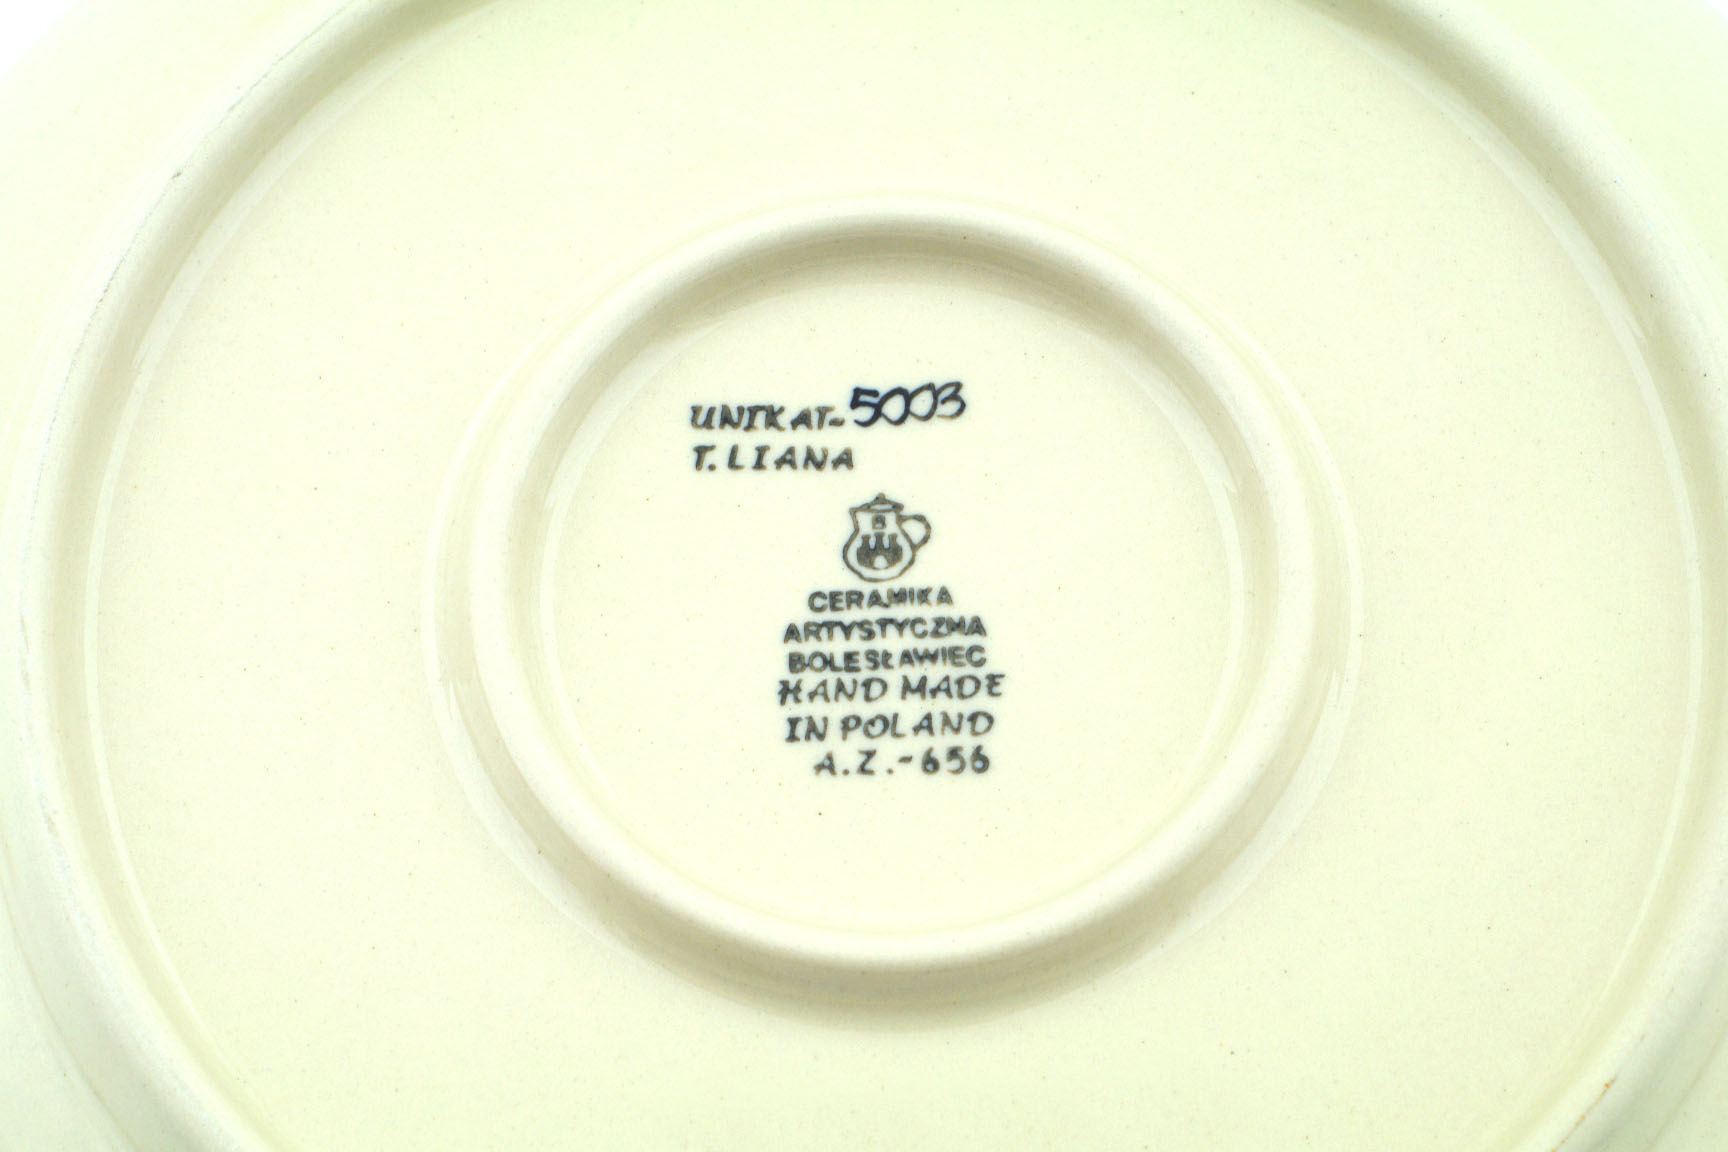 UNIKAT-5003
T. LIANA
B
CERAMIKA
ARTYSTYCZNA
BOLESŁAWIEC
HAND MADE
IN POLAND
A.Z.-656